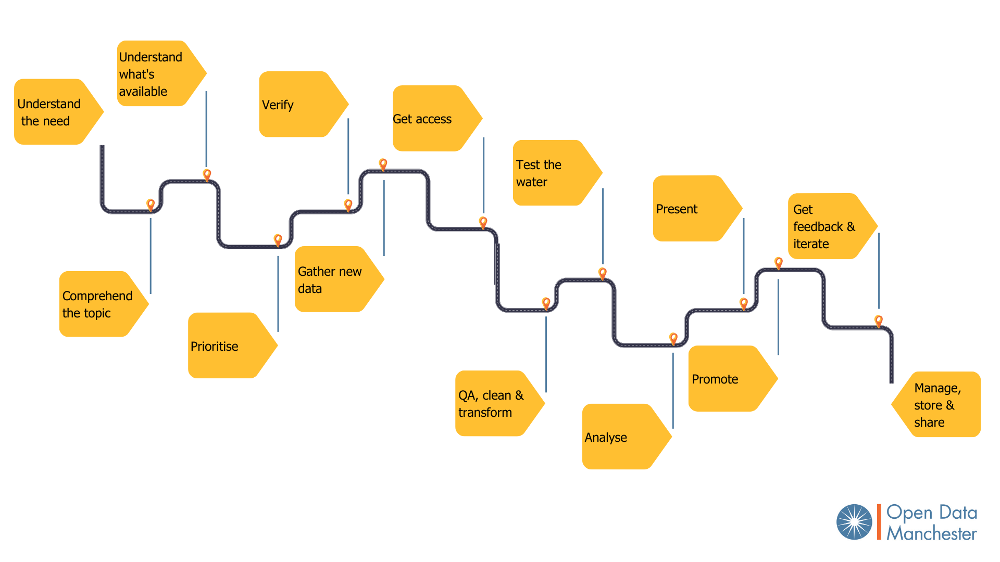 Understand
the need
Understand
what's
available
Comprehend
the topic
Prioritise
Verify
Gather new
data
Get access
QA, clean &
transform
Test the
water
Analyse
Present
Promote
Get
feedback &
iterate
Manage,
store &
share
Open Data
Manchester